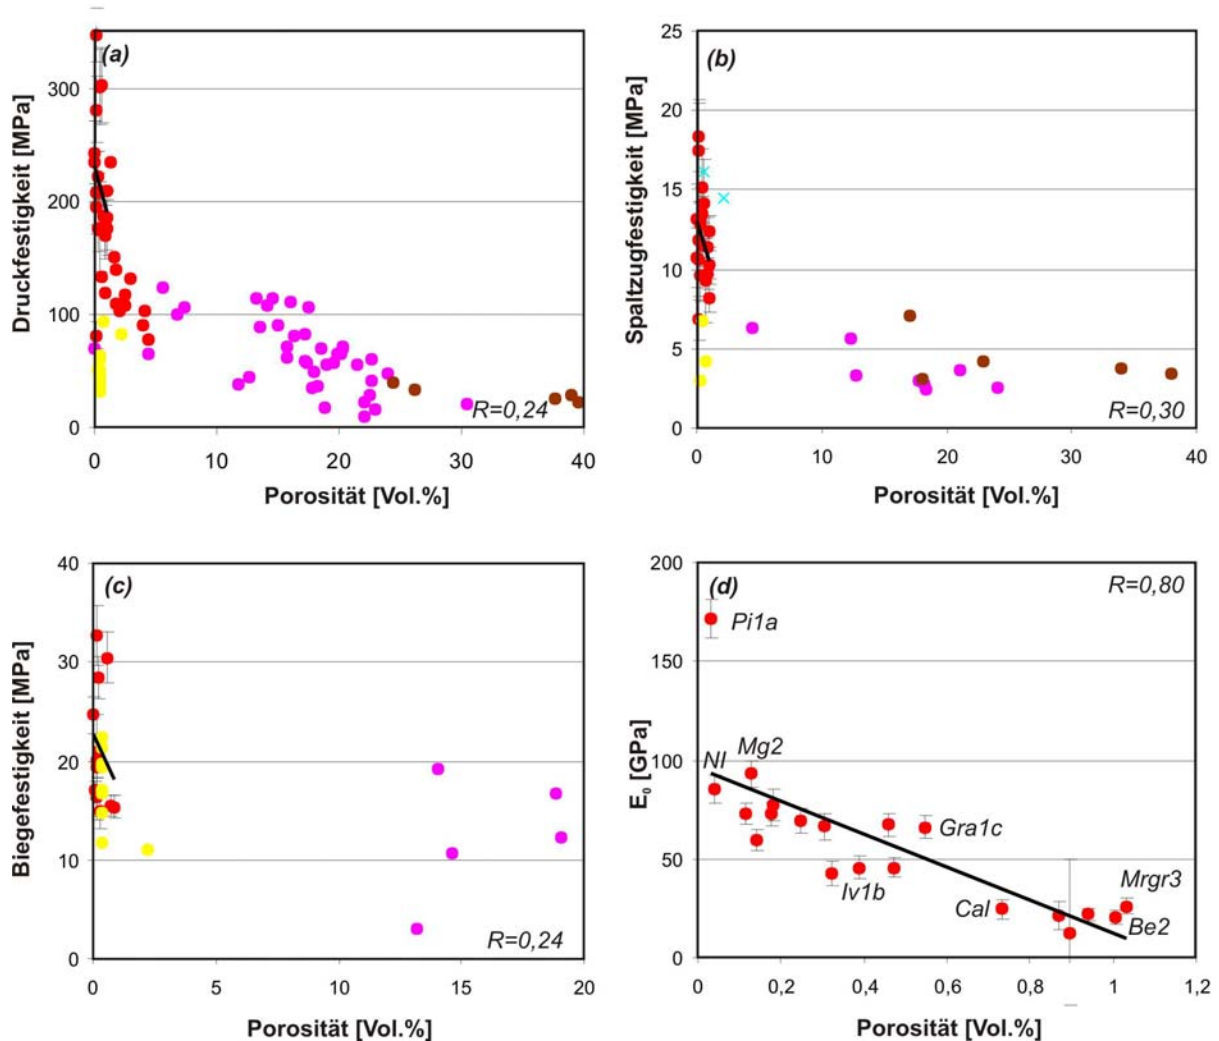 (a)
Druckfestigkeit [MPa]
300
200
100
0
0
10
20
30
40
R=0,24
Porosität [Vol.%]
(b)
Spaltzugfestigkeit [MPa]
25
20
15
10
5
0
0
10
20
30
40
R=0,30
Porosität [Vol.%]
(c)
Biegefestigkeit [MPa]
40
30
20
10
0
0
5
10
15
20
R=0,24
Porosität [Vol.%]
(d)
R=0,80
E₀ [GPa]
200
150
100
50
0
Pi1a
NI
Mg2
Gra1c
Iv1b
Cal
Mrgr3
Be2
0
0,2
0,4
0,6
0,8
1
1,2
Porosität [Vol.%]